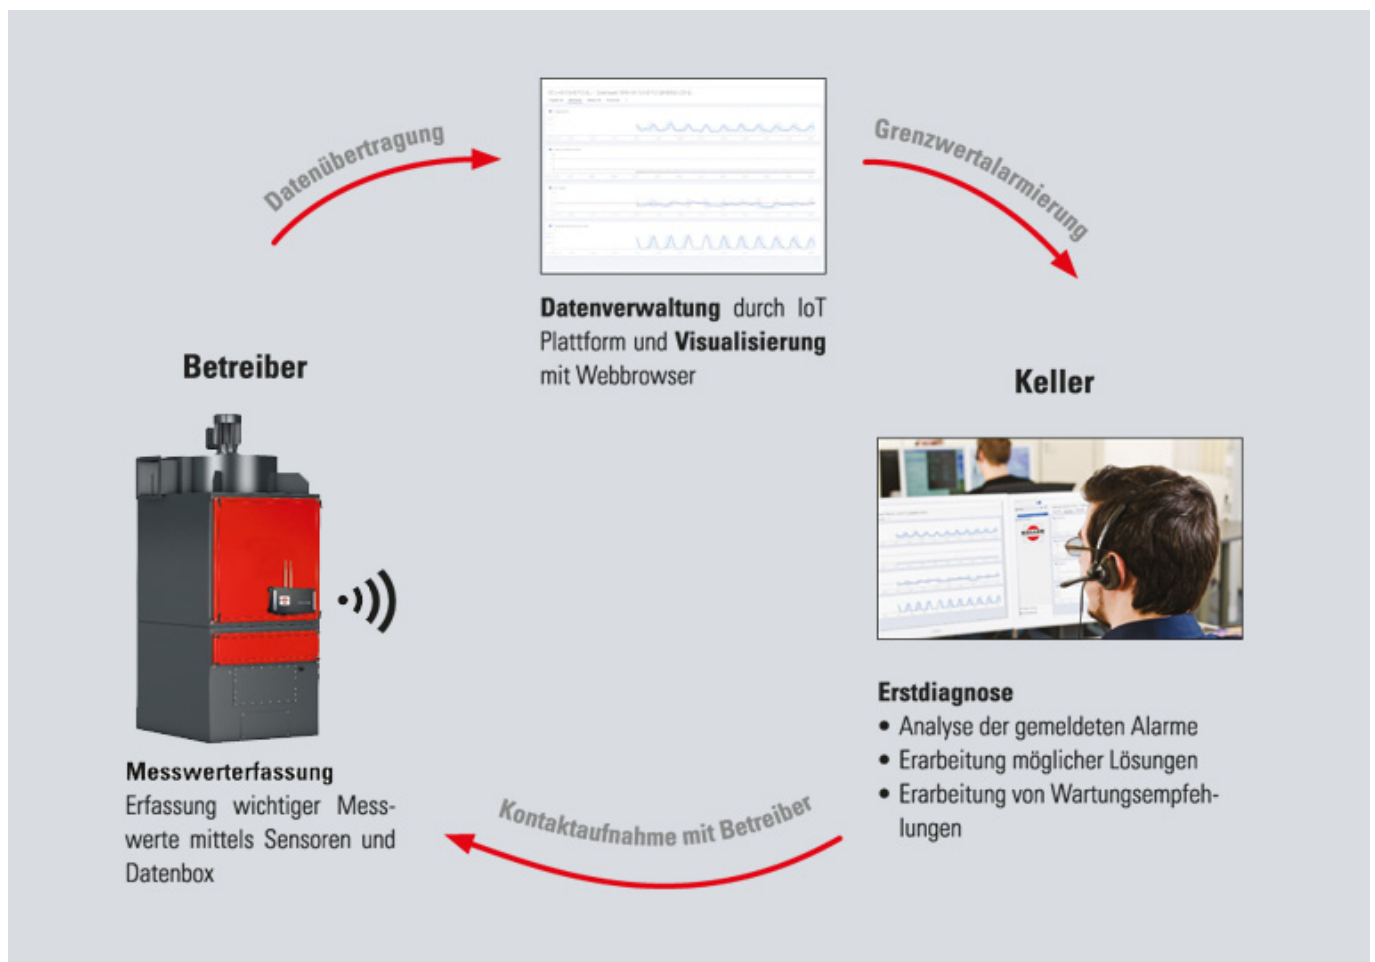 Datenübertragung
Grenzwertalarmierung
Datenverwaltung durch IoT
Plattform und Visualisierung
mit Webbrowser
Betreiber
Keller
Messwerterfassung
Erfassung wichtiger Mess-
werte mittels Sensoren und
Datenbox
Erstdiagnose
• Analyse der gemeldeten Alarme
• Erarbeitung möglicher Lösungen
• Erarbeitung von Wartungsempfeh-
lungen
Kontaktaufnahme mit Betreiber